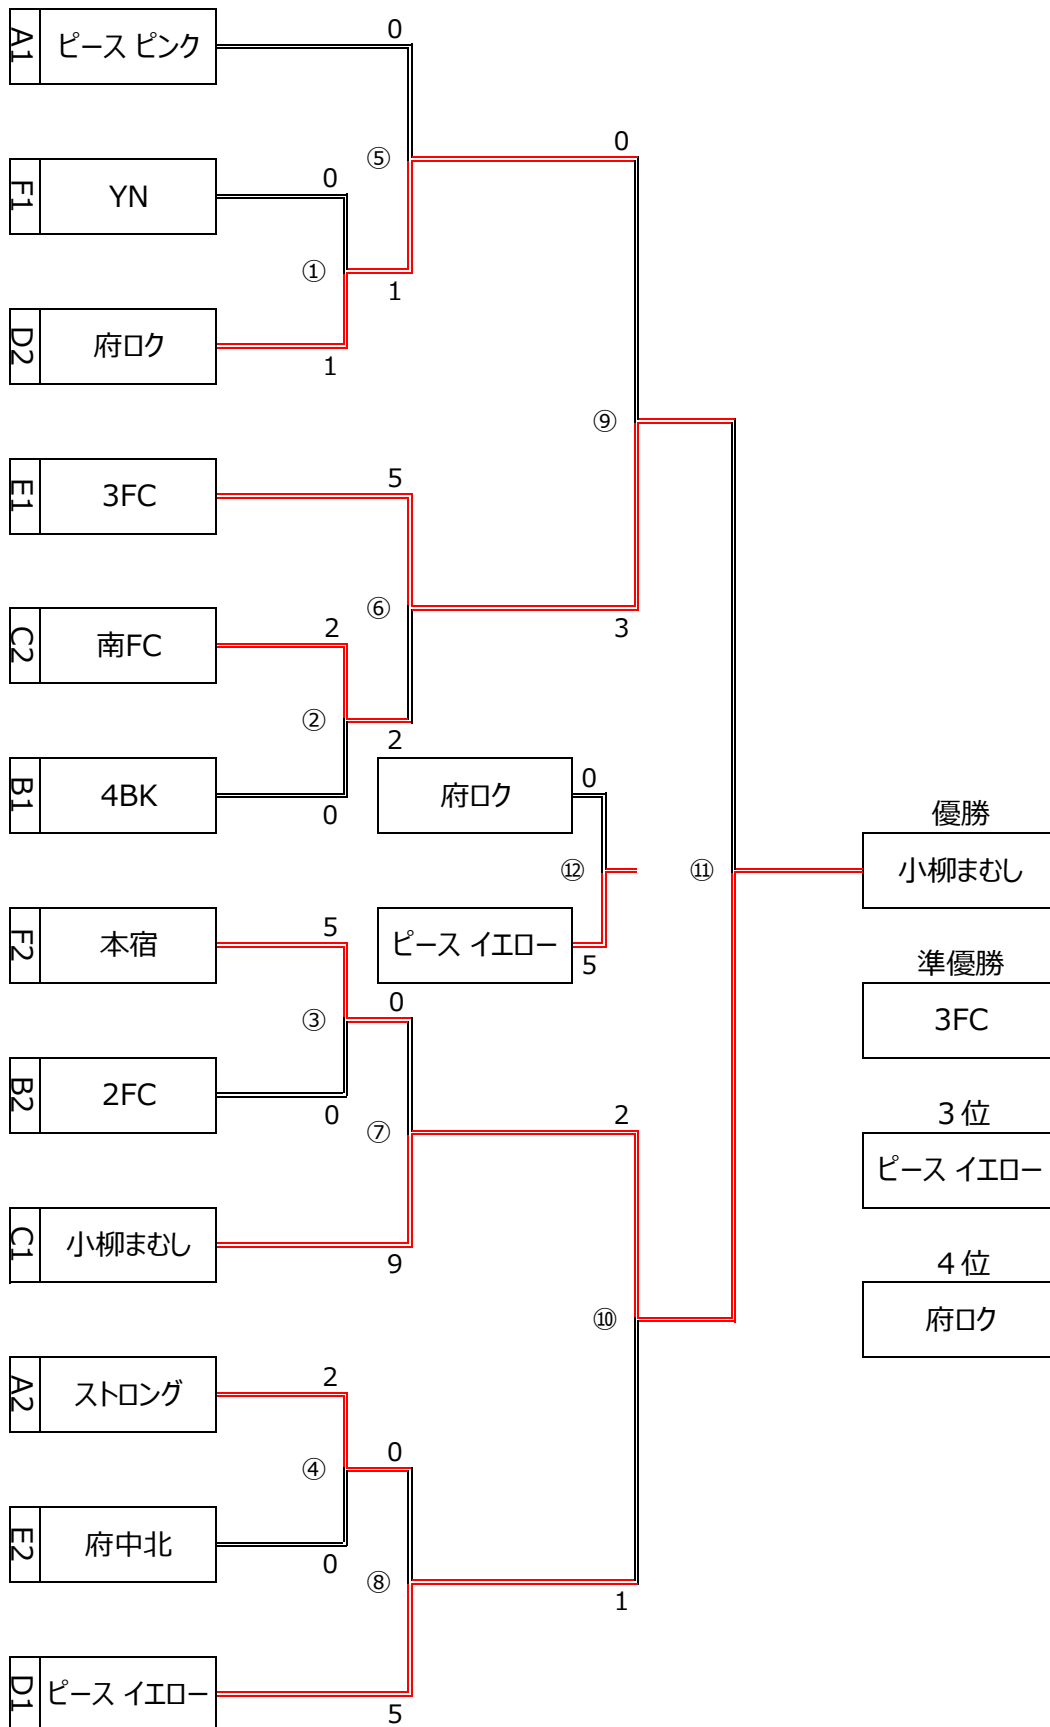 0
A1 ピース ピンク
⑤
0
0
F1 YN
①
1
D2 府ロク
1
⑨
5
E1 3FC
⑥
2
3
C2 南FC
②
2
B1 4BK
0
府ロク
0
優勝
⑫
⑪
小柳まむし
5
F2 本宿
ピース イエロー
5
準優勝
0
③
3FC
B2 2FC
0
⑦
2
3位
ピース イエロー
C1 小柳まむし
9
4位
⑩
府ロク
2
A2 ストロング
0
④
E2 府中北
0
⑧
1
D1 ピース イエロー
5